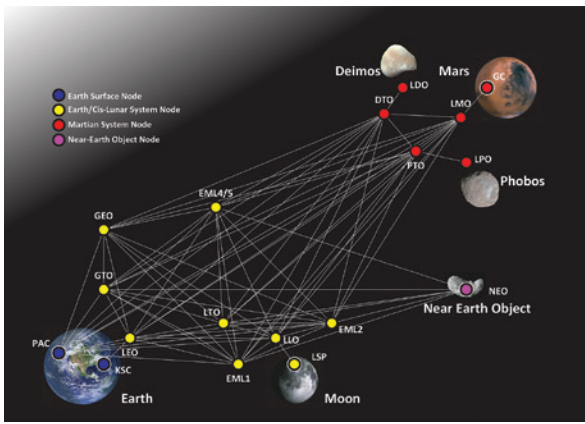 Deimos
Mars
GC
LDO
DTO
LMO
Earth Surface Node
Earth/Cis-Lunar System Node
Martian System Node
Near-Earth Object Node
PTO
LPO
Phobos
EML4/5
GEO
GTO
NEO
Near Earth Object
LTO
EML2
PAC
LEO
LLO
KSC
EML1
LSP
Earth
Moon